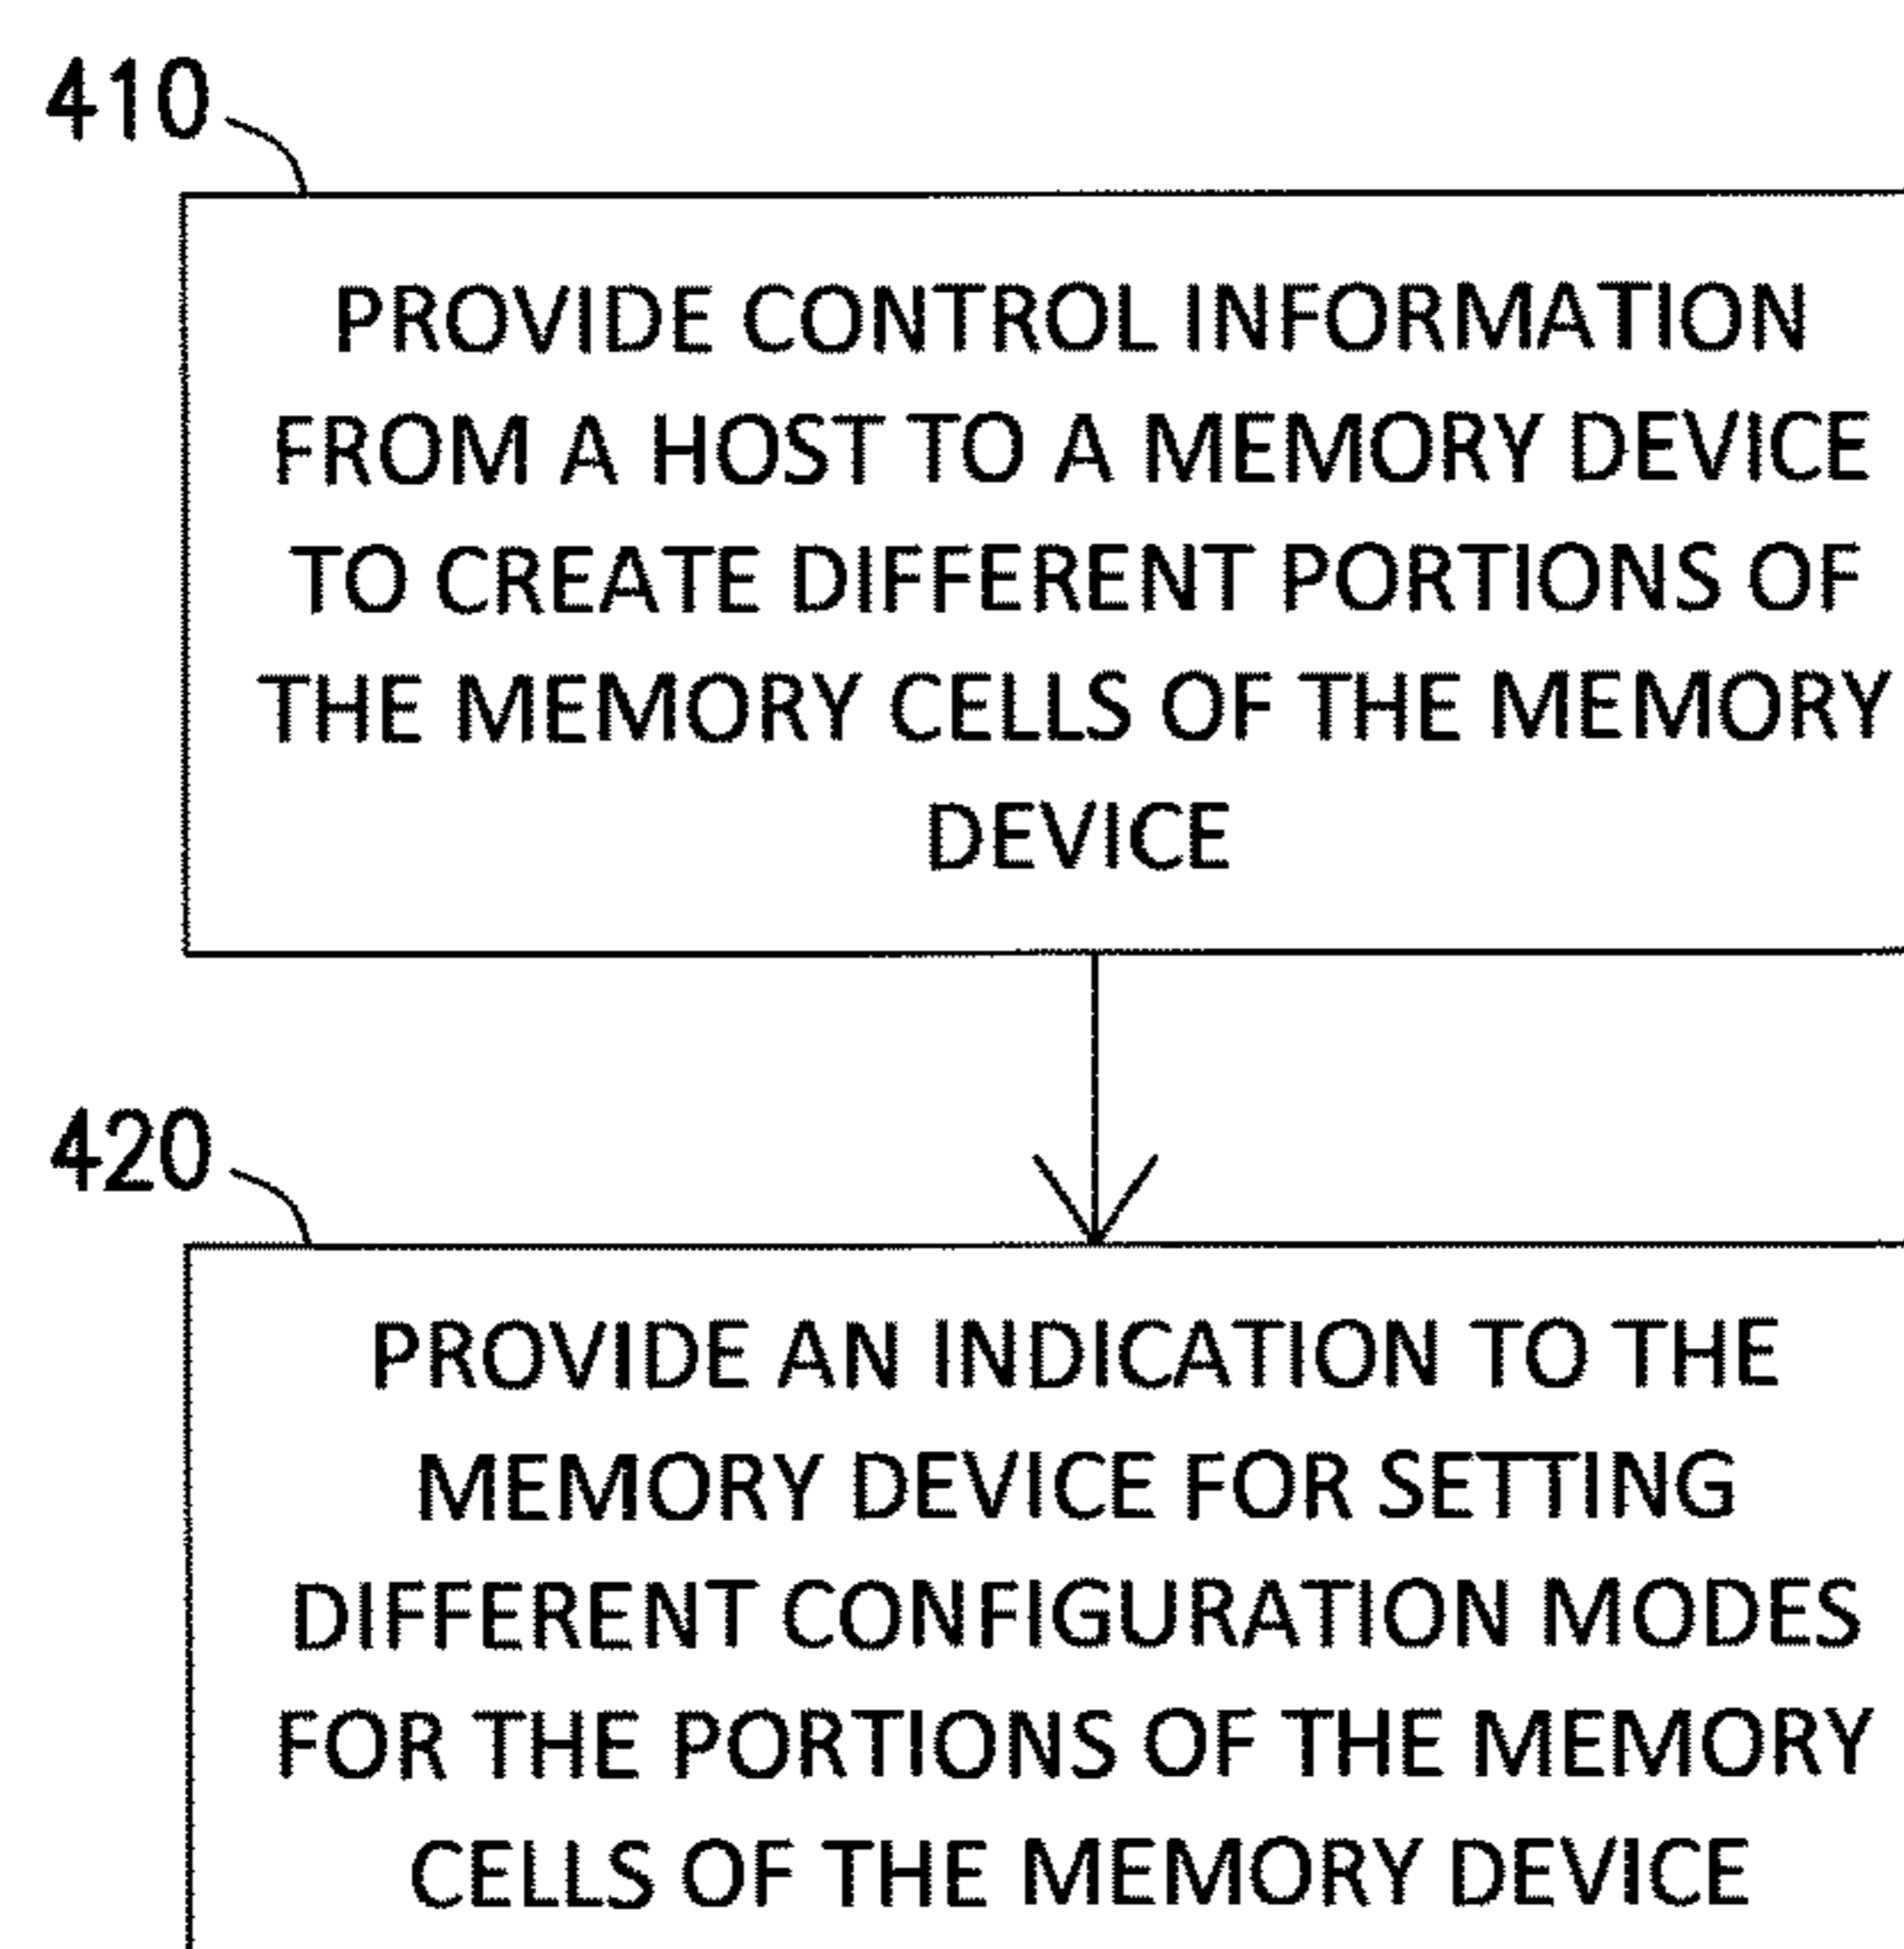 410
PROVIDE CONTROL INFORMATION
FROM A HOST TO A MEMORY DEVICE
TO CREATE DIFFERENT PORTIONS OF
THE MEMORY CELLS OF THE MEMORY
DEVICE
420
PROVIDE AN INDICATION TO THE
MEMORY DEVICE FOR SETTING
DIFFERENT CONFIGURATION MODES
FOR THE PORTIONS OF THE MEMORY
CELLS OF THE MEMORY DEVICE